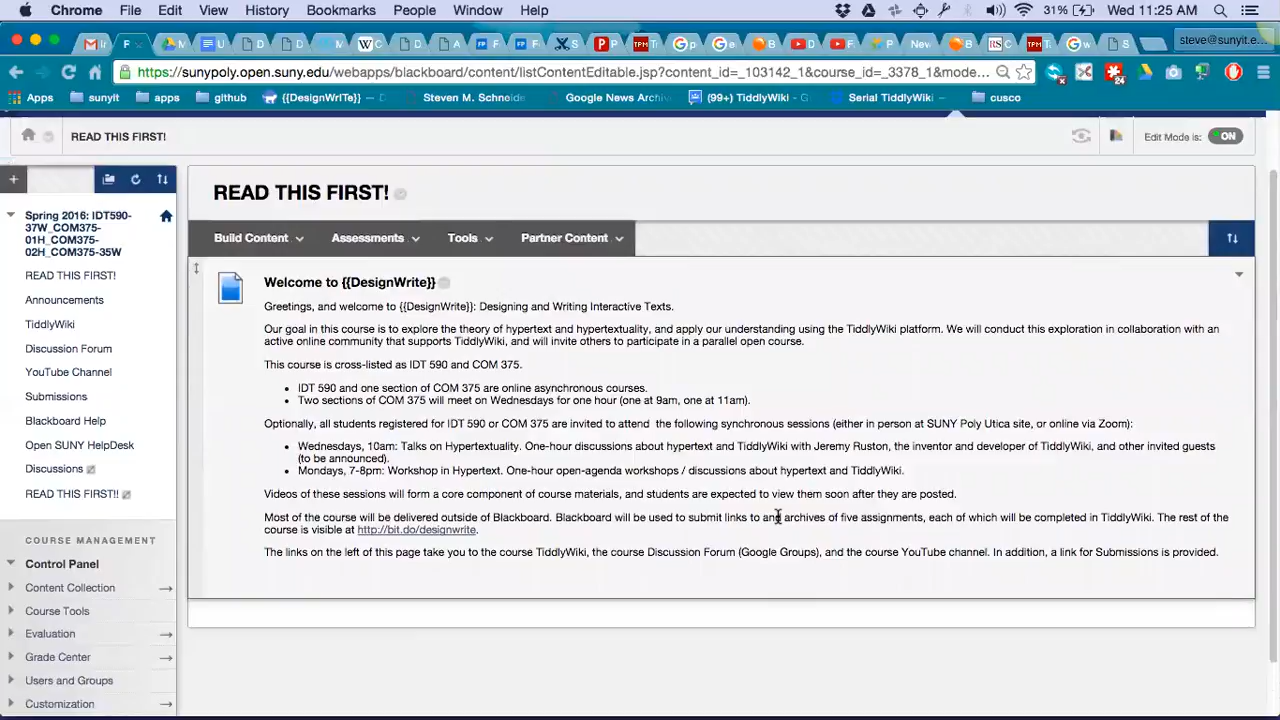 Chrome File Edit View History Bookmarks People Window Help 31% Wed 11:25 AM
steve@sunyit.e...
https://sunypoly.open.suny.edu/webapps/blackboard/content/listContentEditable.jsp?content_id=_103142_1&course_id=_3378_1&mode...
Apps sunyit apps github {{DesignWriTe}} — Steven M. Schneide Google News Archiv (99+) TiddlyWiki - G Serial TiddlyWiki — cusco
READ THIS FIRST! Edit Mode is: ON
READ THIS FIRST!
Build Content Assessments Tools Partner Content
Spring 2016: IDT590-
37W_COM375-
01H_COM375-
02H_COM375-35W
READ THIS FIRST!
Announcements
TiddlyWiki
Discussion Forum
YouTube Channel
Submissions
Blackboard Help
Open SUNY HelpDesk
Discussions
READ THIS FIRST!!
COURSE MANAGEMENT
Control Panel
Content Collection
Course Tools
Evaluation
Grade Center
Users and Groups
Customization
Welcome to {{DesignWrite}}
Greetings, and welcome to {{DesignWrite}}: Designing and Writing Interactive Texts.
Our goal in this course is to explore the theory of hypertext and hypertextuality, and apply our understanding using the TiddlyWiki platform. We will conduct this exploration in collaboration with an
active online community that supports TiddlyWiki, and will invite others to participate in a parallel open course.
This course is cross-listed as IDT 590 and COM 375.
• IDT 590 and one section of COM 375 are online asynchronous courses.
• Two sections of COM 375 will meet on Wednesdays for one hour (one at 9am, one at 11am).
Optionally, all students registered for IDT 590 or COM 375 are invited to attend the following synchronous sessions (either in person at SUNY Poly Utica site, or online via Zoom):
• Wednesdays, 10am: Talks on Hypertextuality. One-hour discussions about hypertext and TiddlyWiki with Jeremy Ruston, the inventor and developer of TiddlyWiki, and other invited guests
(to be announced).
• Mondays, 7-8pm: Workshop in Hypertext. One-hour open-agenda workshops / discussions about hypertext and TiddlyWiki.
Videos of these sessions will form a core component of course materials, and students are expected to view them soon after they are posted.
Most of the course will be delivered outside of Blackboard. Blackboard will be used to submit links to and archives of five assignments, each of which will be completed in TiddlyWiki. The rest of the
course is visible at http://bit.do/designwrite.
The links on the left of this page take you to the course TiddlyWiki, the course Discussion Forum (Google Groups), and the course YouTube channel. In addition, a link for Submissions is provided.